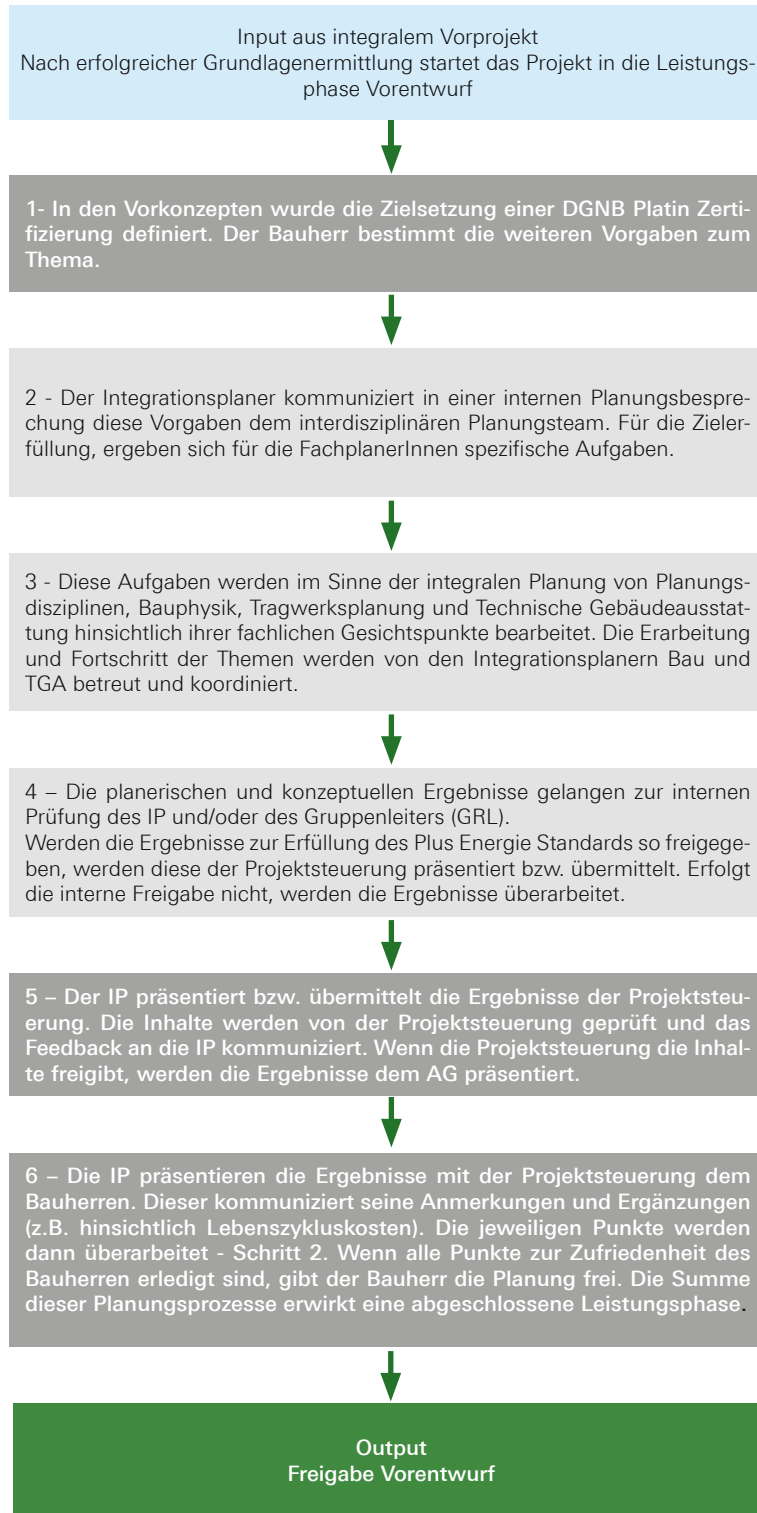 Input aus integralem Vorprojekt
Nach erfolgreicher Grundlagenermittlung startet das Projekt in die Leistungs-
phase Vorentwurf
1- In den Vorkonzepten wurde die Zielsetzung einer DGNB Platin Zerti-
fizierung definiert. Der Bauherr bestimmt die weiteren Vorgaben zum
Thema.
2 - Der Integrationsplaner kommuniziert in einer internen Planungsbespre-
chung diese Vorgaben dem interdisziplinären Planungsteam. Für die Zieler-
füllung, ergeben sich für die FachplanerInnen spezifische Aufgaben.
3 - Diese Aufgaben werden im Sinne der integralen Planung von Planungs-
disziplinen, Bauphysik, Tragwerksplanung und Technische Gebäudeausstat-
tung hinsichtlich ihrer fachlichen Gesichtspunkte bearbeitet. Die Erarbeitung
und Fortschritt der Themen werden von den Integrationsplanern Bau und
TGA betreut und koordiniert.
4 – Die planerischen und konzeptuellen Ergebnisse gelangen zur internen
Prüfung des IP und/oder des Gruppenleiters (GRL).
Werden die Ergebnisse zur Erfüllung des Plus Energie Standards so freigege-
ben, werden diese der Projektsteuerung präsentiert bzw. übermittelt. Erfolgt
die interne Freigabe nicht, werden die Ergebnisse überarbeitet.
5 – Der IP präsentiert bzw. übermittelt die Ergebnisse der Projektsteu-
erung. Die Inhalte werden von der Projektsteuerung geprüft und das
Feedback an die IP kommuniziert. Wenn die Projektsteuerung die Inhal-
te freigibt, werden die Ergebnisse dem AG präsentiert.
6 – Die IP präsentieren die Ergebnisse mit der Projektsteuerung dem
Bauherren. Dieser kommuniziert seine Anmerkungen und Ergänzungen
(z.B. hinsichtlich Lebenszykluskosten). Die jeweiligen Punkte werden
dann überarbeitet - Schritt 2. Wenn alle Punkte zur Zufriedenheit des
Bauherren erledigt sind, gibt der Bauherr die Planung frei. Die Summe
dieser Planungsprozesse erwirkt eine abgeschlossene Leistungsphase.
Output
Freigabe Vorentwurf